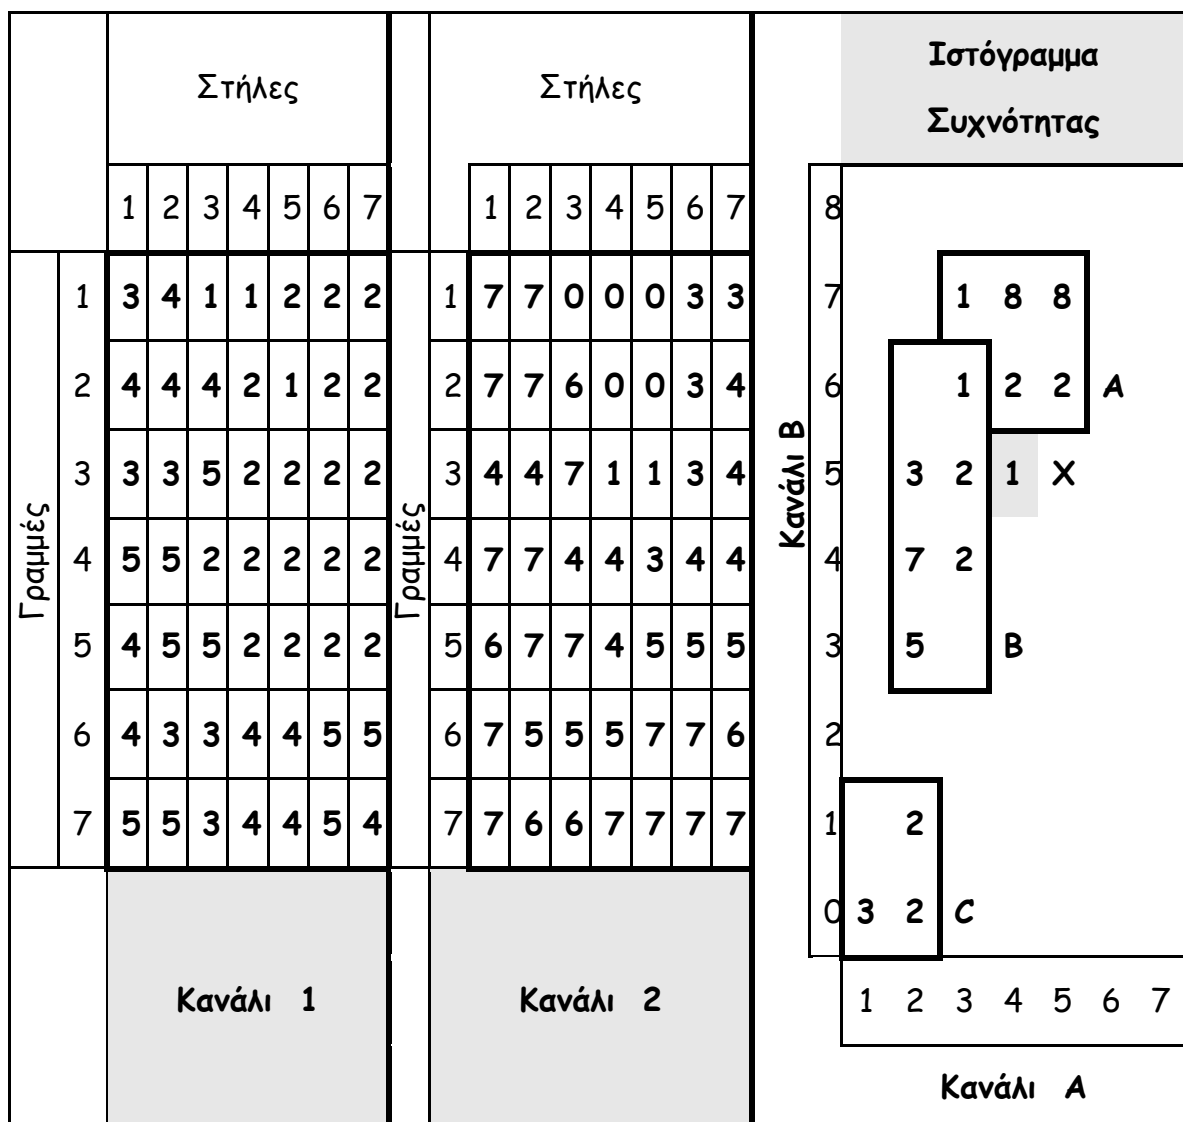 Στήλες Στήλες Ιστόγραμμα
Συχνότητας
1 2 3 4 5 6 7 1 2 3 4 5 6 7 8
Γραμμές Γραμμές Κανάλι B
1 3 4 1 1 2 2 2 1 7 7 0 0 0 3 3 7 1 8 8
2 4 4 4 2 1 2 2 2 7 7 6 0 0 3 4 6 1 2 2 A
3 3 3 5 2 2 2 2 3 4 4 7 1 1 3 4 5 3 2 1 X
4 5 5 2 2 2 2 2 4 7 7 4 4 3 4 4 4 7 2
5 4 5 5 2 2 2 2 5 6 7 7 4 5 5 5 3 5 B
6 4 3 3 4 4 5 5 6 7 5 5 5 7 7 6 2
7 5 5 3 4 4 5 4 7 7 6 6 7 7 7 7 1 2
0 3 2 C
Κανάλι 1 Κανάλι 2 1 2 3 4 5 6 7
Κανάλι A